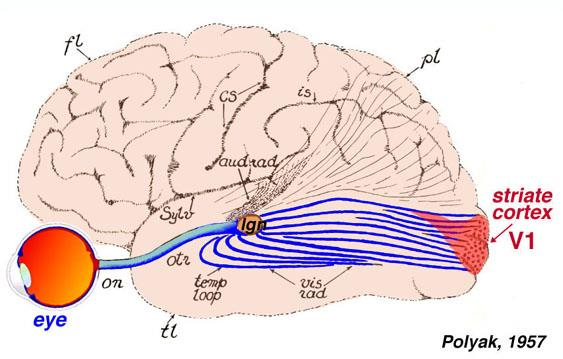 fl
pl
CS
is
aud rad
striate
cortex
V1
Sylv
lgn
otr
on
temp
loop
vis
rad
eye
tl
Polyak, 1957